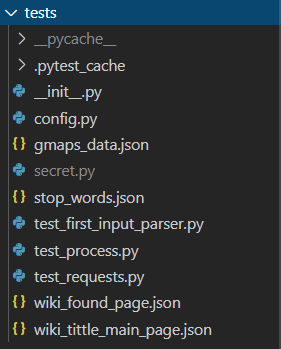 tests
__pycache__
.pytest_cache
__init__.py
config.py
{ } gmaps_data.json
secret.py
{ } stop_words.json
test_first_input_parser.py
test_process.py
test_requests.py
{ } wiki_found_page.json
{ } wiki_tittle_main_page.json